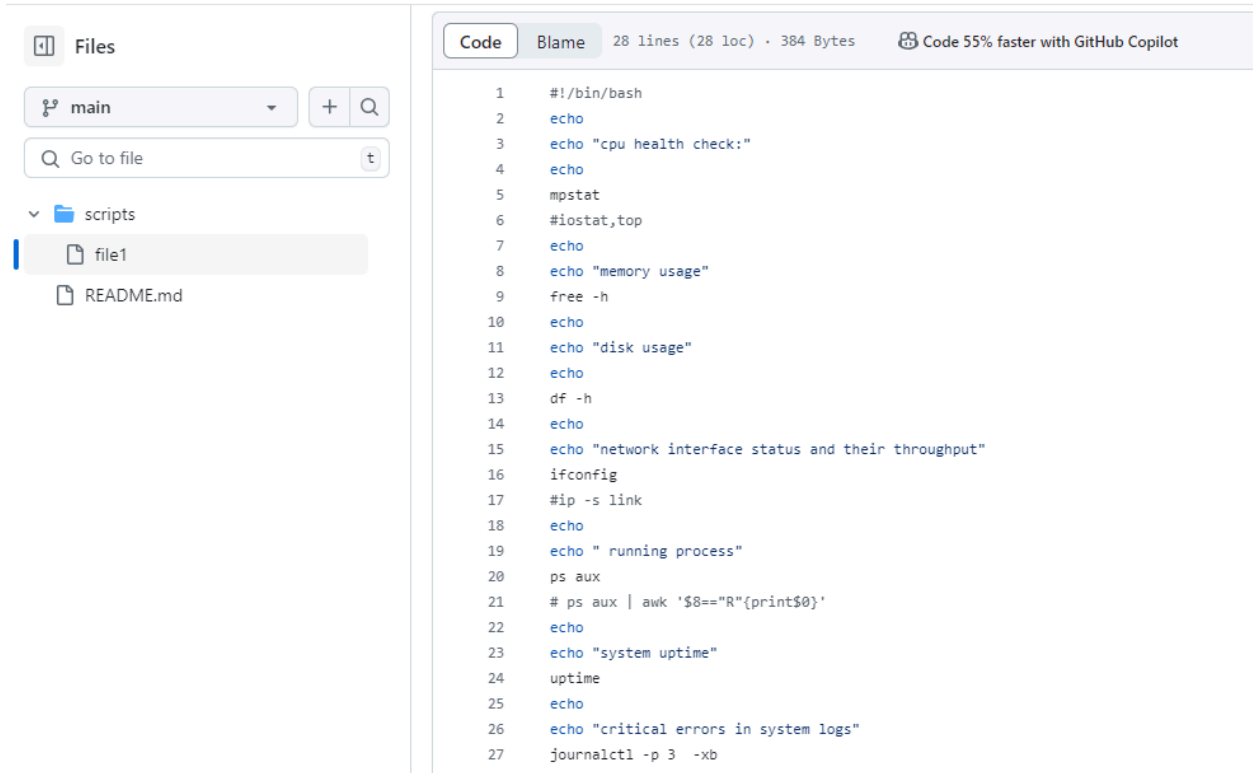 Files
main
Go to file t
scripts
file1
README.md
Code Blame 28 lines (28 loc) · 384 Bytes Code 55% faster with GitHub Copilot
1 #!/bin/bash
2 echo
3 echo "cpu health check:"
4 echo
5 mpstat
6 #iostat,top
7 echo
8 echo "memory usage"
9 free -h
10 echo
11 echo "disk usage"
12 echo
13 df -h
14 echo
15 echo "network interface status and their throughput"
16 ifconfig
17 #ip -s link
18 echo
19 echo " running process"
20 ps aux
21 # ps aux | awk '$8=="R"{print$0}'
22 echo
23 echo "system uptime"
24 uptime
25 echo
26 echo "critical errors in system logs"
27 journalctl -p 3  -xb